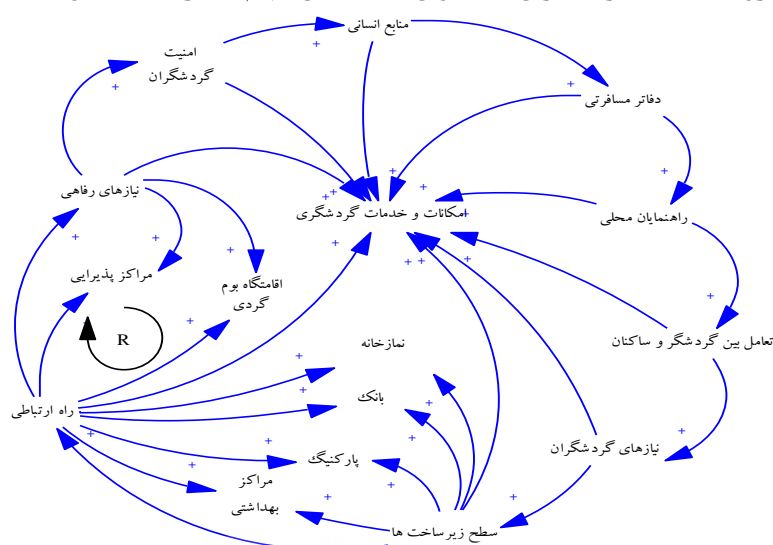 منابع انسانی
امنیت
گردشگران
دفاتر مسافرتی
نیازهای رفاهی
امکانات و خدمات گردشگری
راهنمایان محلی
مراکز پذیرایی
اقامتگاه بوم
گردی
R
نمازخانه
تعامل بین گردشگر و ساکنان
بانک
راه ارتباطی
نیازهای گردشگران
پارکنیگ
مراکز
بهداشتی
سطح زیرساخت ها